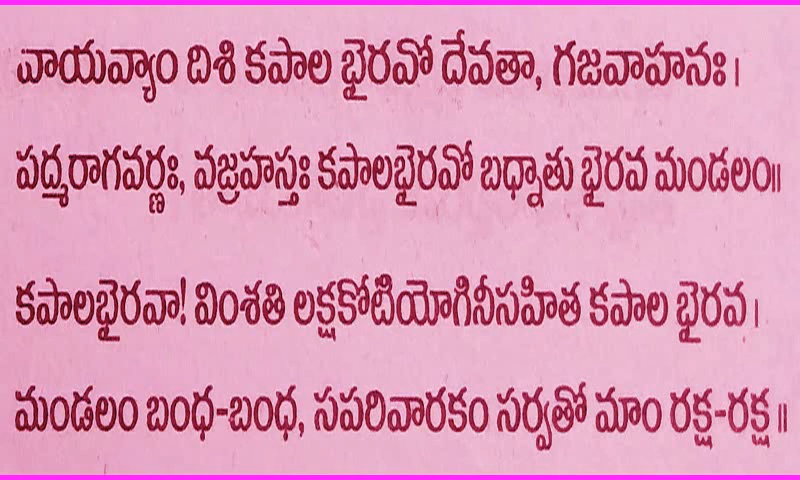 వాయవ్యాం దిశి కపాల భైరవో దేవతా, గజవాహనః।
పద్మరాగవర్ణః, వజ్రహస్తః కపాలభైరవో బధ్నాతు భైరవ మండలం॥
కపాలభైరవా! వింశతి లక్షకోటియోగినీసహిత కపాల భైరవ।
మండలం బంధ-బంధ, సపరివారకం సర్వతో మాం రక్ష-రక్ష॥